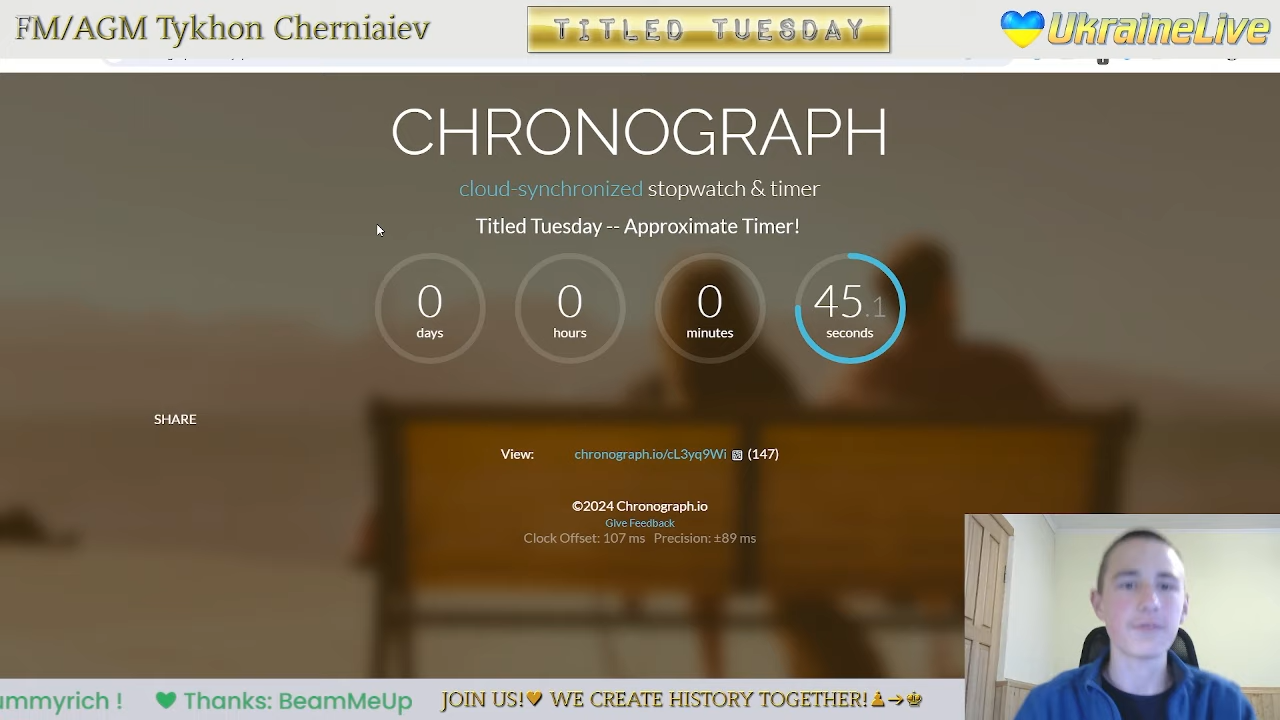 FM/AGM Tykhon Cherniaiev
TITLED TUESDAY
UkraineLive
CHRONOGRAPH
cloud-synchronized stopwatch & timer
Titled Tuesday -- Approximate Timer!
0 0 0 45.1
days hours minutes seconds
SHARE
View: chronograph.io/cL3yq9Wi (147)
©2024 Chronograph.io
Give Feedback
Clock Offset: 107 ms Precision: ±89 ms
ummyrich ! Thanks: BeamMeUp JOIN US!🧡 WE CREATE HISTORY TOGETHER!♟→♚